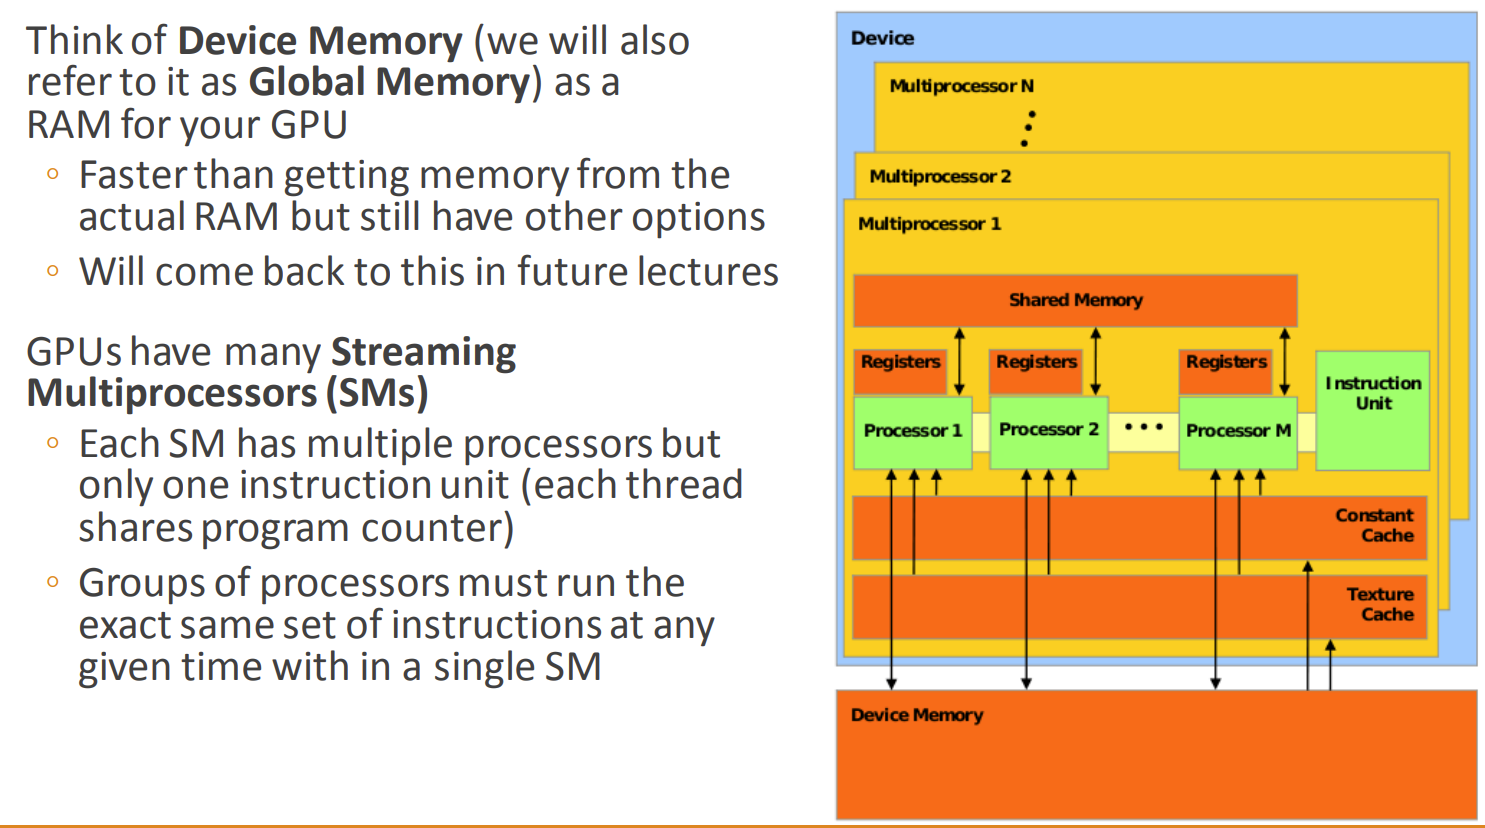 Think of Device Memory (we will also
refer to it as Global Memory) as a
RAM for your GPU
◦ Faster than getting memory from the
actual RAM but still have other options
◦ Will come back to this in future lectures
GPUs have many Streaming
Multiprocessors (SMs)
◦ Each SM has multiple processors but
only one instruction unit (each thread
shares program counter)
◦ Groups of processors must run the
exact same set of instructions at any
given time with in a single SM
Device
Multiprocessor N
Multiprocessor 2
Multiprocessor 1
Shared Memory
Registers Registers Registers
Instruction
Unit
Processor 1 Processor 2 • • • Processor M
Constant
Cache
Texture
Cache
Device Memory